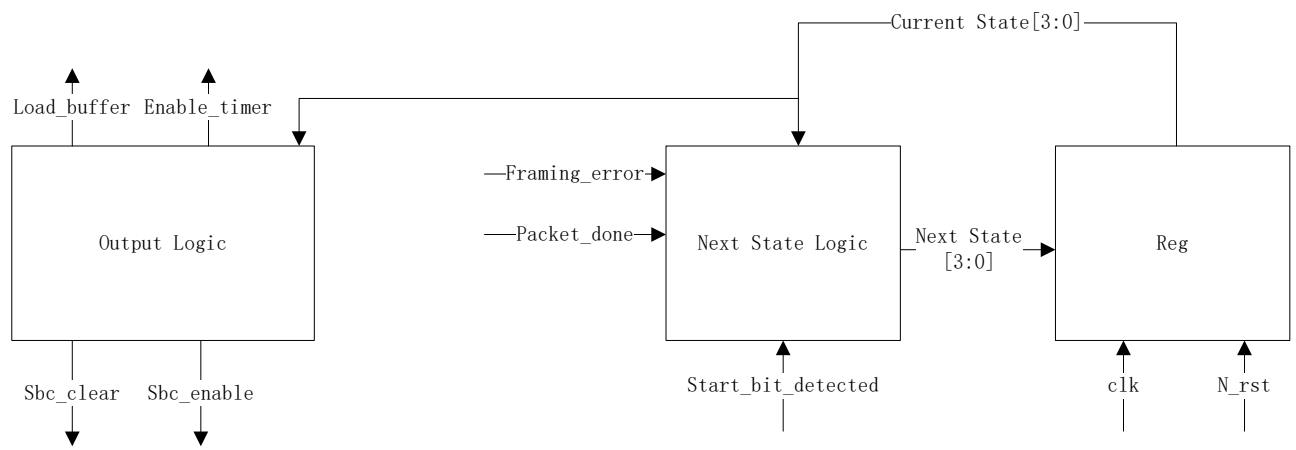 Current State[3:0]
Load_buffer
Enable_timer
Framing_error
Packet_done
Output Logic
Next State Logic
Next State
[3:0]
Reg
Sbc_clear
Sbc_enable
Start_bit_detected
clk
N_rst